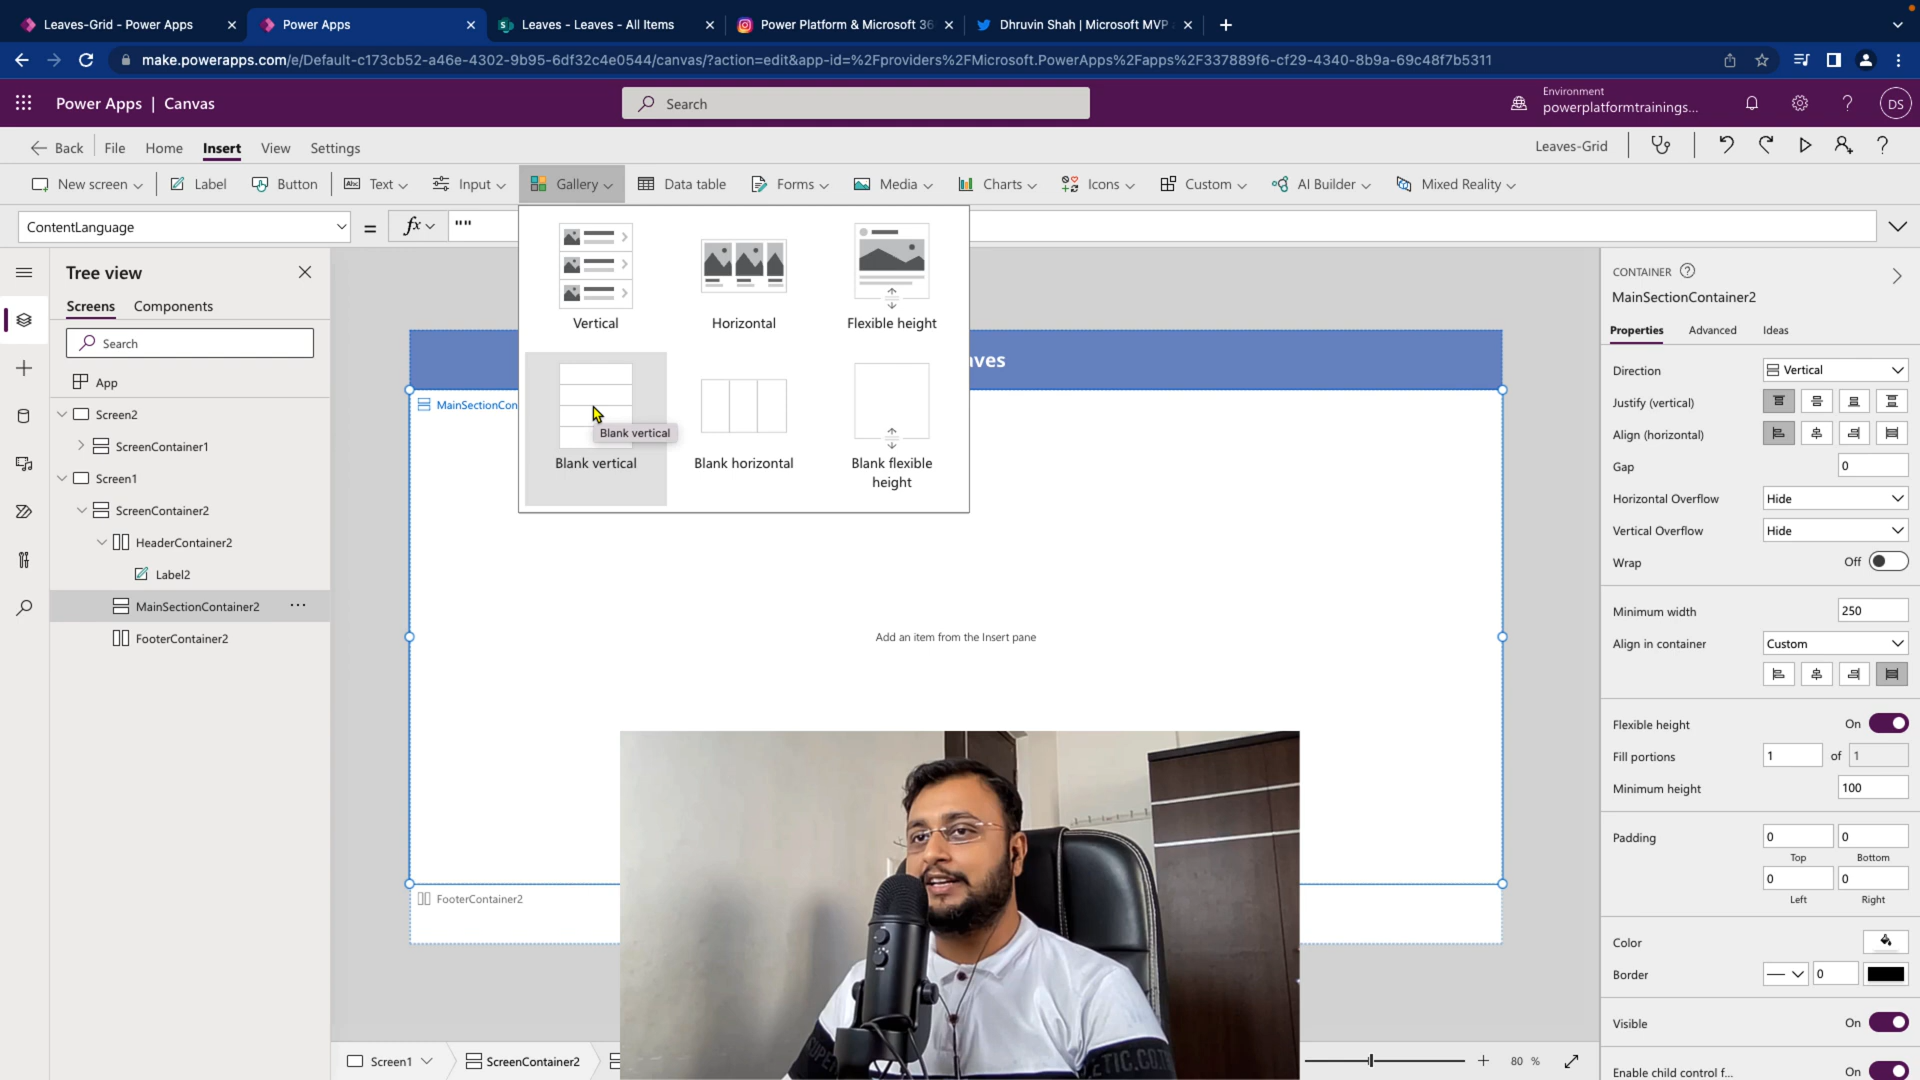 Leaves-Grid - Power Apps
Power Apps
Leaves - Leaves - All Items
Power Platform & Microsoft 36
Dhruvin Shah | Microsoft MVP
make.powerapps.com/e/Default-c173cb52-a46e-4302-9b95-6df32c4e0544/canvas/?action=edit&app-id=%2Fproviders%2FMicrosoft.PowerApps%2Fapps%2F337889f6-cf29-4340-8b9a-69c48f7b5311
Power Apps | Canvas
Search
Environment
powerplatformtrainings...
DS
Back
File
Home
Insert
View
Settings
Leaves-Grid
New screen
Label
Button
Text
Input
Gallery
Data table
Forms
Media
Charts
Icons
Custom
AI Builder
Mixed Reality
ContentLanguage
=
fx
""
Tree view
Screens
Components
Search
App
Screen2
ScreenContainer1
Screen1
ScreenContainer2
HeaderContainer2
Label2
MainSectionContainer2
FooterContainer2
Vertical
Horizontal
Flexible height
Blank vertical
Blank vertical
Blank horizontal
Blank flexible
height
aves
MainSectionCon
Add an item from the Insert pane
FooterContainer2
CONTAINER
MainSectionContainer2
Properties
Advanced
Ideas
Direction
Vertical
Justify (vertical)
Align (horizontal)
Gap
0
Horizontal Overflow
Hide
Vertical Overflow
Hide
Wrap
Off
Minimum width
250
Align in container
Custom
Flexible height
On
Fill portions
1 of 1
Minimum height
100
Padding
0
0
Top
Bottom
0
0
Left
Right
Color
Border
0
Visible
On
Enable child control f...
On
Screen1
ScreenContainer2
80 %